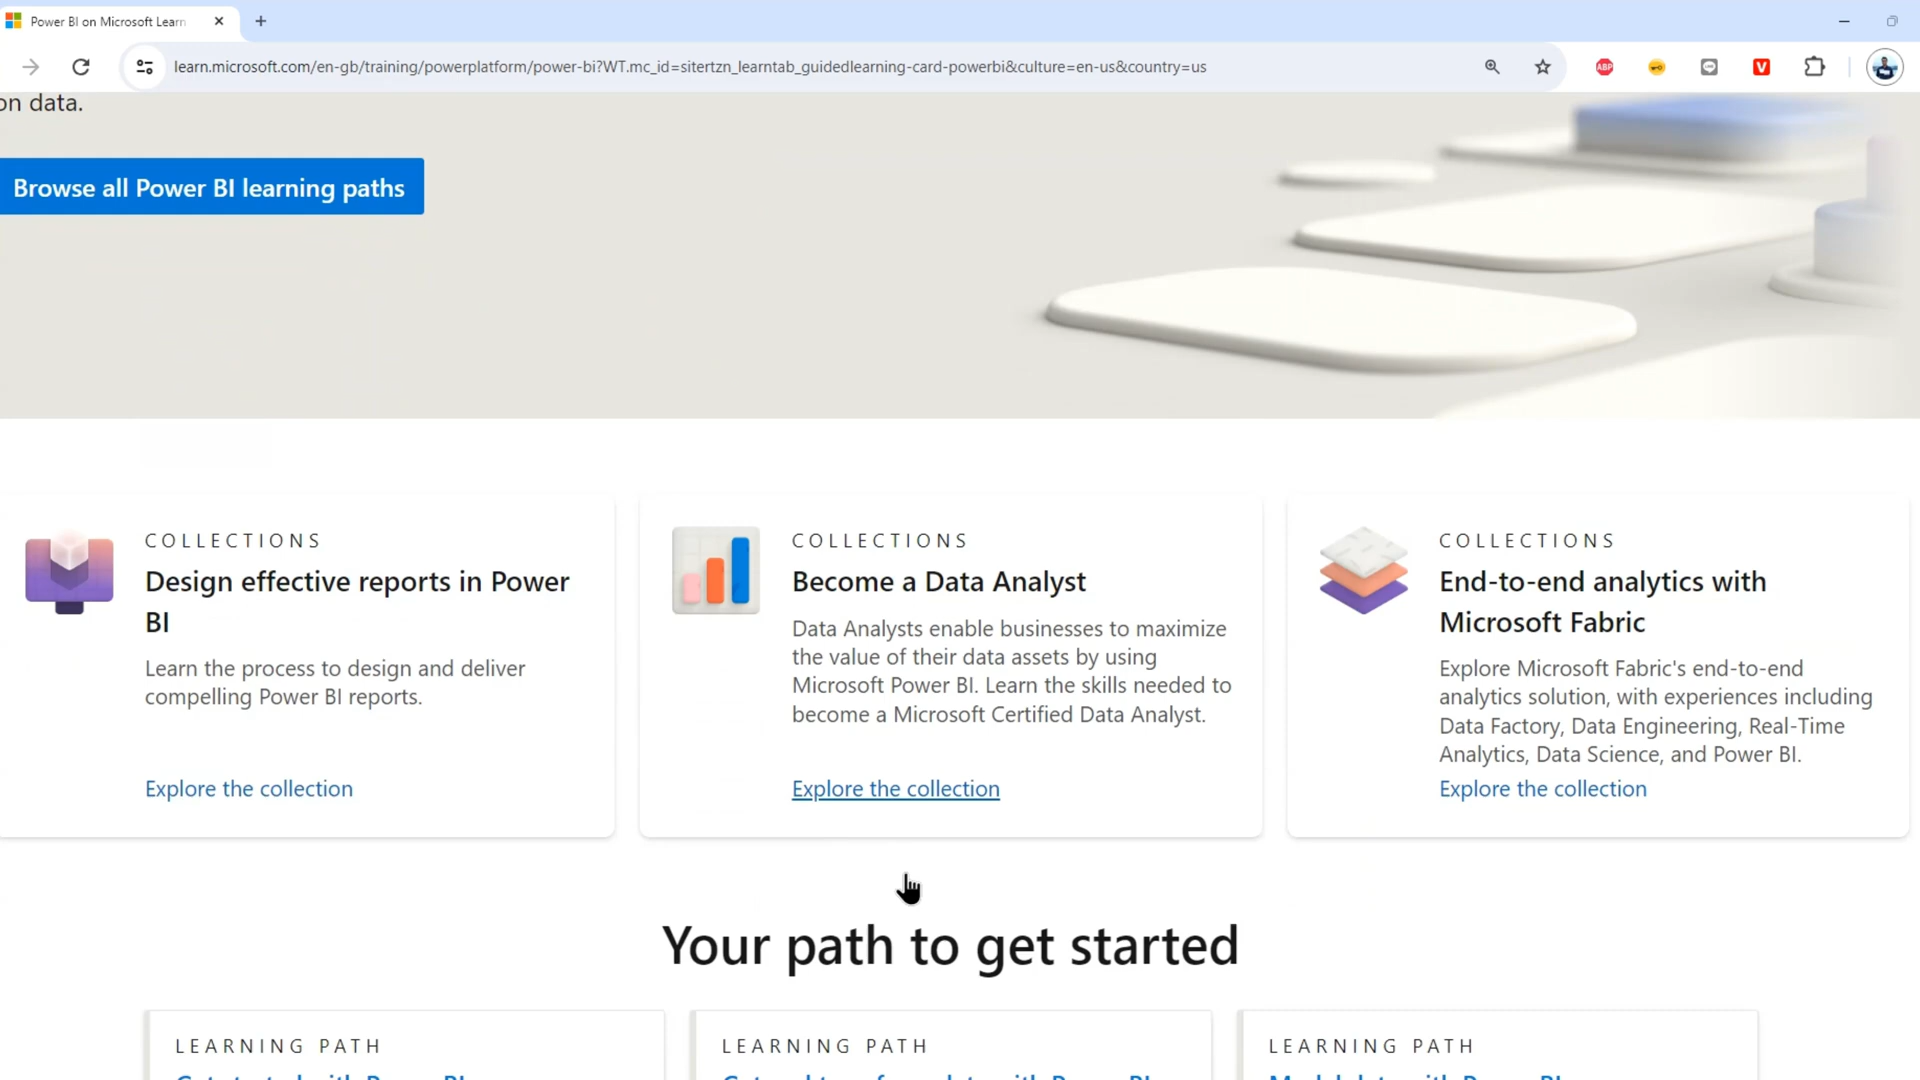 Power BI on Microsoft Learn
learn.microsoft.com/en-gb/training/powerplatform/power-bi?WT.mc_id=sitertzn_learntab_guidedlearning-card-powerbi&culture=en-us&country=us
ABP
V
on data.
Browse all Power BI learning paths
COLLECTIONS
Design effective reports in Power
BI
Learn the process to design and deliver
compelling Power BI reports.
Explore the collection
COLLECTIONS
Become a Data Analyst
Data Analysts enable businesses to maximize
the value of their data assets by using
Microsoft Power BI. Learn the skills needed to
become a Microsoft Certified Data Analyst.
Explore the collection
COLLECTIONS
End-to-end analytics with
Microsoft Fabric
Explore Microsoft Fabric's end-to-end
analytics solution, with experiences including
Data Factory, Data Engineering, Real-Time
Analytics, Data Science, and Power BI.
Explore the collection
Your path to get started
LEARNING PATH
LEARNING PATH
LEARNING PATH